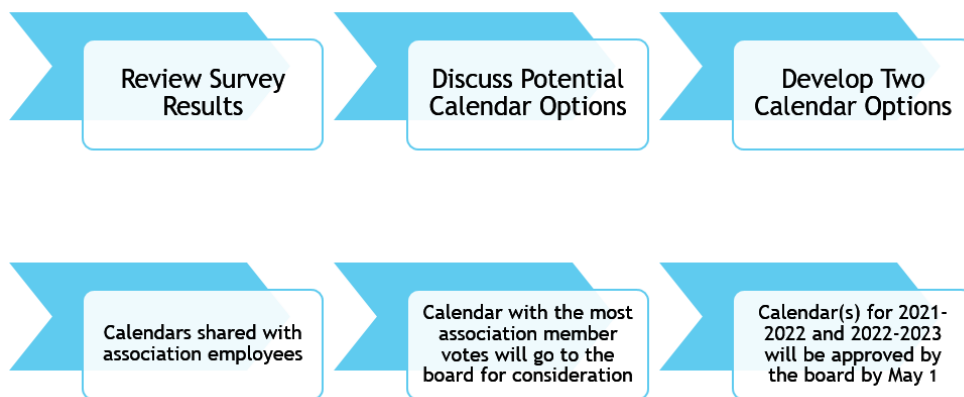 Review Survey
Results
Discuss Potential
Calendar Options
Develop Two
Calendar Options
Calendars shared with
association employees
Calendar with the most
association member
votes will go to the
board for consideration
Calendar(s) for 2021-
2022 and 2022-2023
will be approved by
the board by May 1